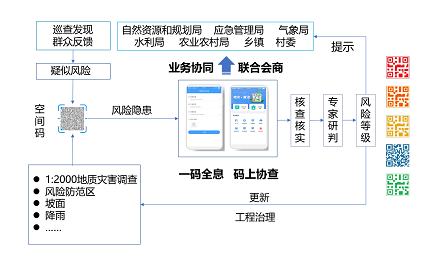 巡查发现
群众反馈
自然资源和规划局 应急管理局 气象局
水利局 农业农村局 乡镇 村委
提示
疑似风险
业务协同 联合会商
空间码
风险隐患
核查核实
专家研判
风险等级
一码全息 码上协查
● 1:2000地质灾害调查
● 风险防范区
● 坡面
● 降雨
● ......
更新
工程治理